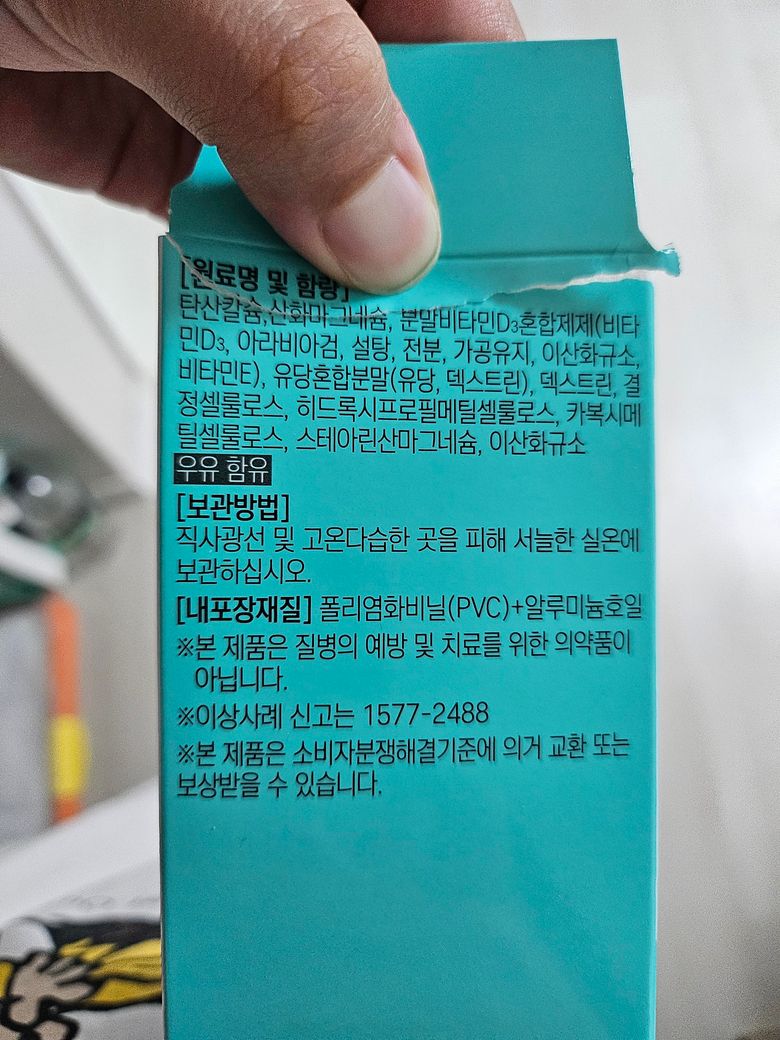 [원료명 및 함량]
탄산칼슘,산화마그네슘, 분말비타민D₃혼합제제(비타
민D₃, 아라비아검, 설탕, 전분, 가공유지, 이산화규소,
비타민E), 유당혼합분말(유당, 덱스트린), 덱스트린, 결
정셀룰로스, 히드록시프로필메틸셀룰로스, 카복시메
틸셀룰로스, 스테아린산마그네슘, 이산화규소
우유 함유
[보관방법]
직사광선 및 고온다습한 곳을 피해 서늘한 실온에
보관하십시오.
[내포장재질] 폴리염화비닐(PVC)+알루미늄호일
※본 제품은 질병의 예방 및 치료를 위한 의약품이
아닙니다.
※이상사례 신고는 1577-2488
※본 제품은 소비자분쟁해결기준에 의거 교환 또는
보상받을 수 있습니다.